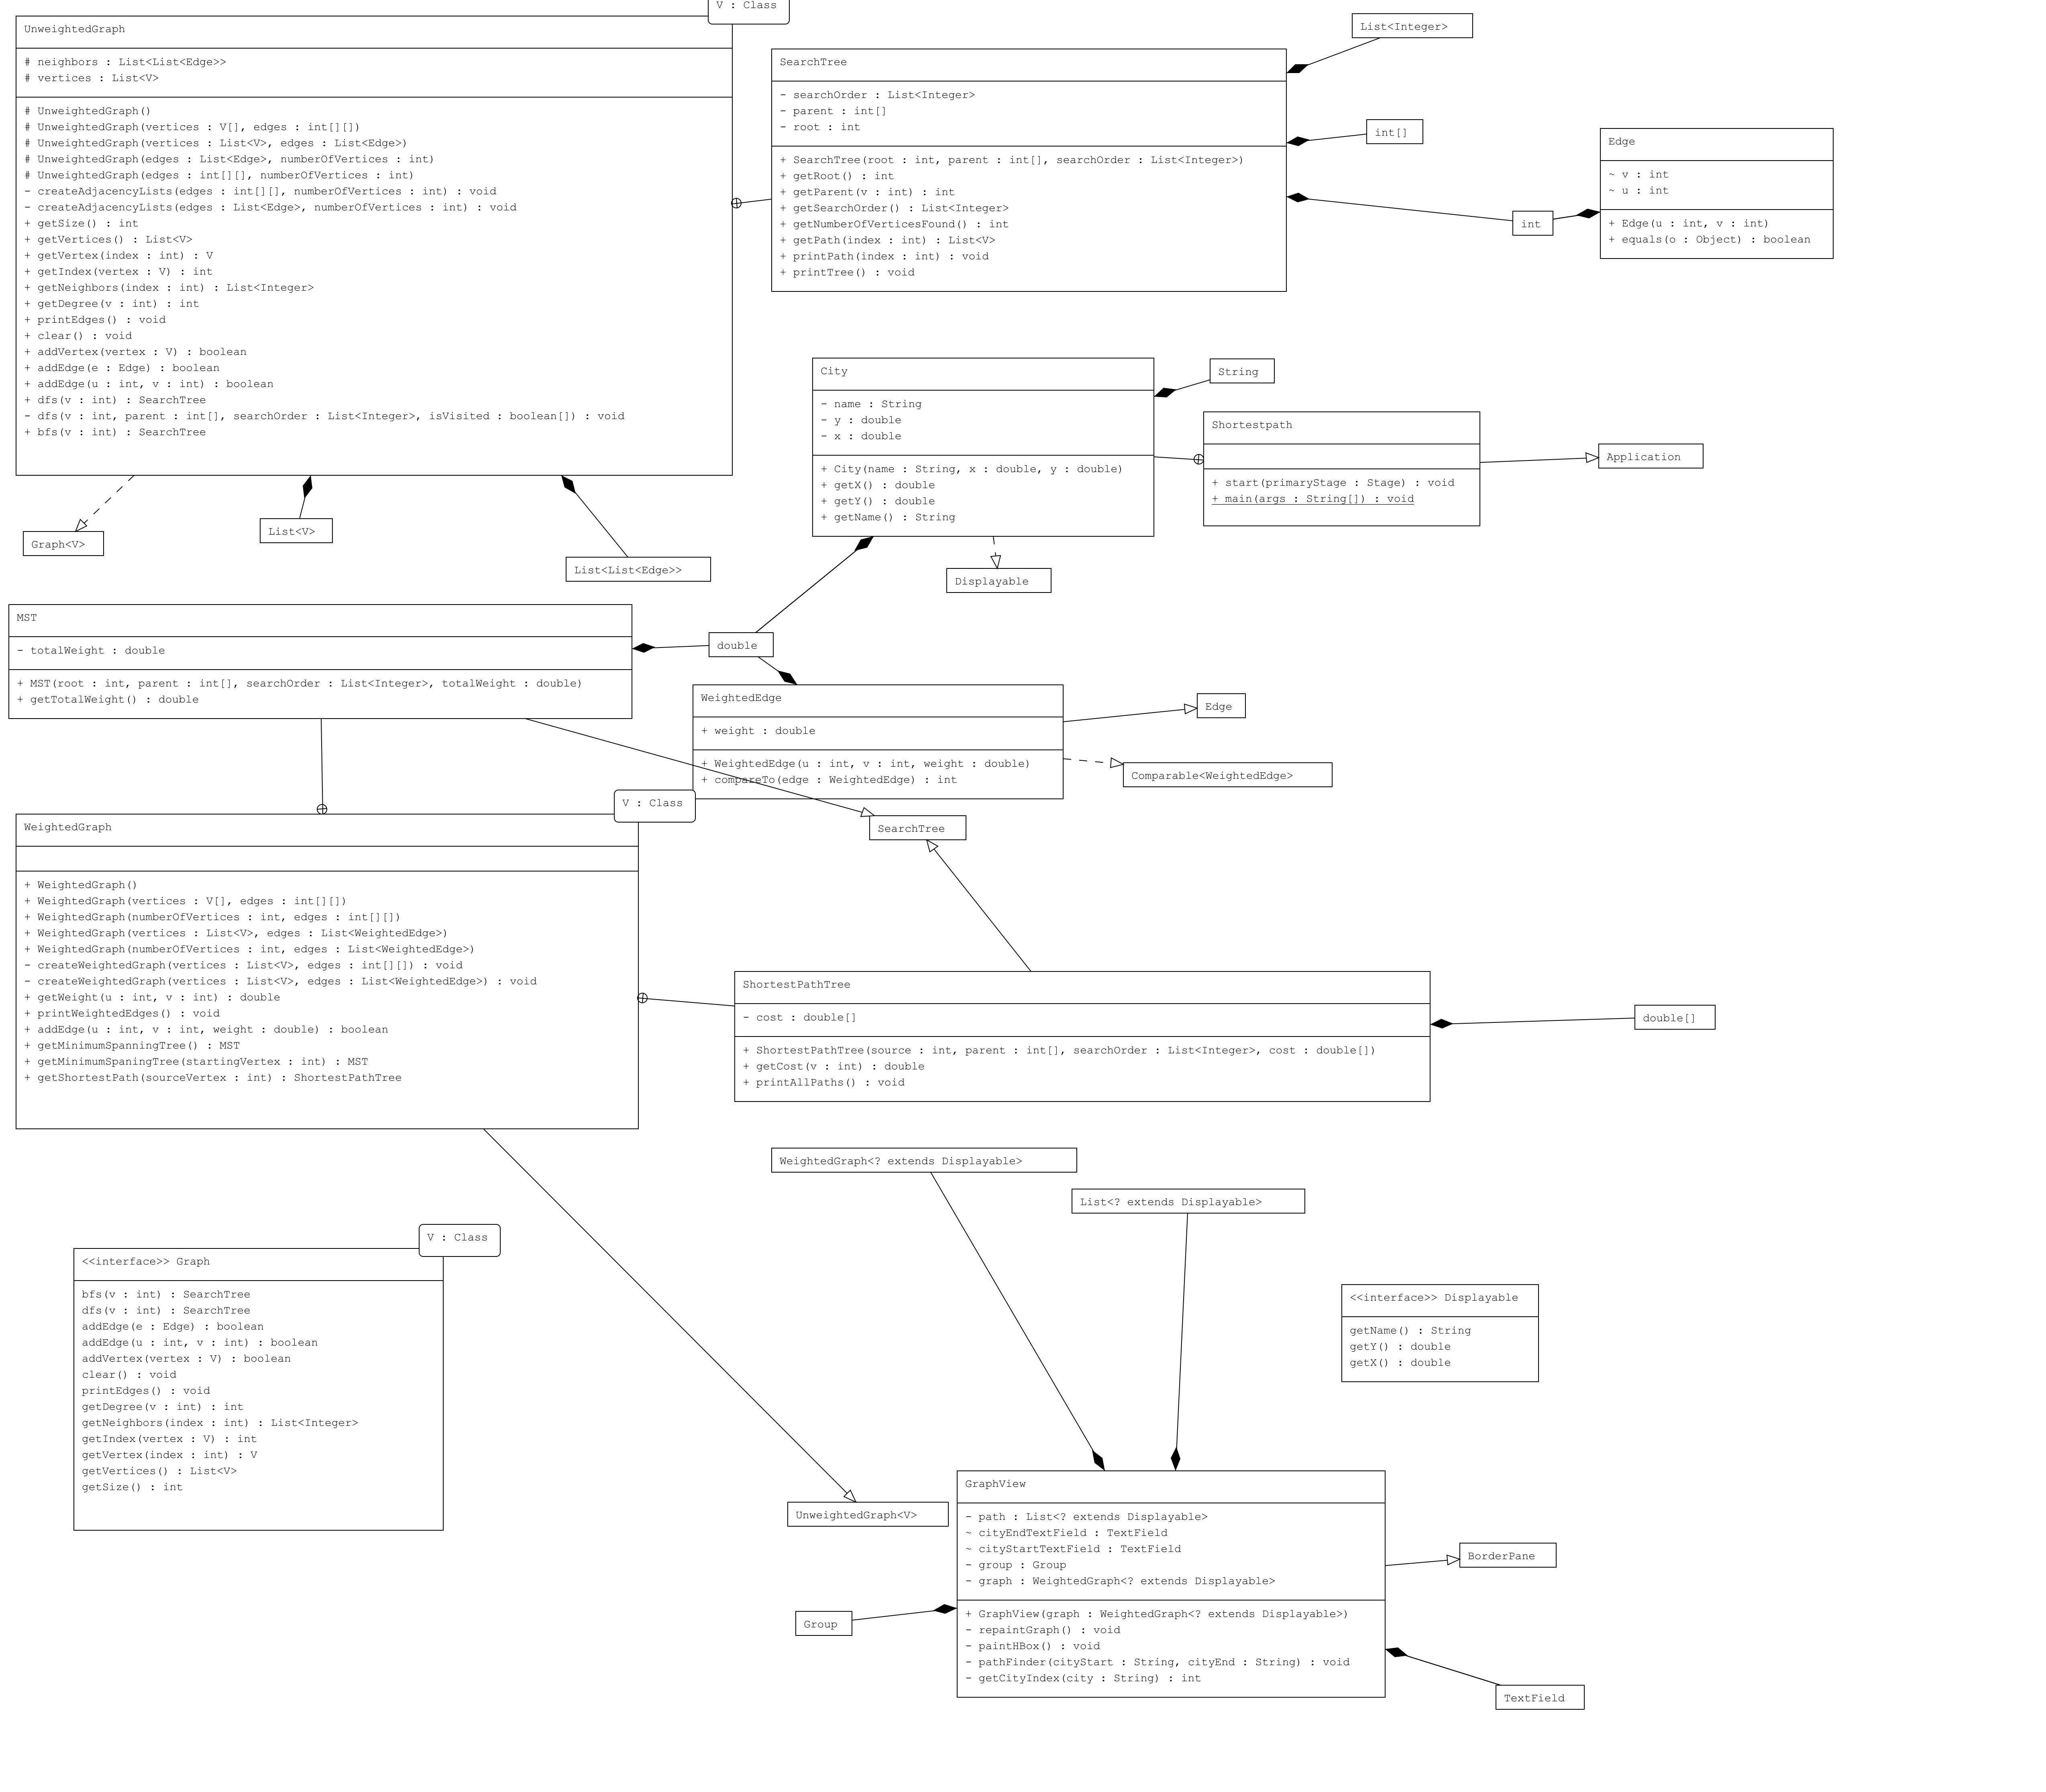 V : Class
UnweightedGraph
# neighbors : List<List<Edge>>
# vertices : List<V>
# UnweightedGraph()
# UnweightedGraph(vertices : V[], edges : int[][])
# UnweightedGraph(vertices : List<V>, edges : List<Edge>)
# UnweightedGraph(edges : List<Edge>, numberOfVertices : int)
# UnweightedGraph(edges : int[][], numberOfVertices : int)
- createAdjacencyLists(edges : int[][], numberOfVertices : int) : void
- createAdjacencyLists(edges : List<Edge>, numberOfVertices : int) : void
+ getSize() : int
+ getVertices() : List<V>
+ getVertex(index : int) : V
+ getIndex(vertex : V) : int
+ getNeighbors(index : int) : List<Integer>
+ getDegree(v : int) : int
+ printEdges() : void
+ clear() : void
+ addVertex(vertex : V) : boolean
+ addEdge(e : Edge) : boolean
+ addEdge(u : int, v : int) : boolean
+ dfs(v : int) : SearchTree
- dfs(v : int, parent : int[], searchOrder : List<Integer>, isVisited : boolean[]) : void
+ bfs(v : int) : SearchTree
SearchTree
- searchOrder : List<Integer>
- parent : int[]
- root : int
+ SearchTree(root : int, parent : int[], searchOrder : List<Integer>)
+ getRoot() : int
+ getParent(v : int) : int
+ getSearchOrder() : List<Integer>
+ getNumberOfVerticesFound() : int
+ getPath(index : int) : List<V>
+ printPath(index : int) : void
+ printTree() : void
List<Integer>
int[]
int
Edge
~ v : int
~ u : int
+ Edge(u : int, v : int)
+ equals(o : Object) : boolean
City
- name : String
- y : double
- x : double
+ City(name : String, x : double, y : double)
+ getX() : double
+ getY() : double
+ getName() : String
String
Shortestpath
+ start(primaryStage : Stage) : void
+ main(args : String[]) : void
Application
Graph<V>
List<V>
List<List<Edge>>
Displayable
MST
- totalWeight : double
+ MST(root : int, parent : int[], searchOrder : List<Integer>, totalWeight : double)
+ getTotalWeight() : double
double
WeightedEdge
+ weight : double
+ WeightedEdge(u : int, v : int, weight : double)
+ compareTo(edge : WeightedEdge) : int
Edge
Comparable<WeightedEdge>
V : Class
WeightedGraph
+ WeightedGraph()
+ WeightedGraph(vertices : V[], edges : int[][])
+ WeightedGraph(numberOfVertices : int, edges : int[][])
+ WeightedGraph(vertices : List<V>, edges : List<WeightedEdge>)
+ WeightedGraph(numberOfVertices : int, edges : List<WeightedEdge>)
- createWeightedGraph(vertices : List<V>, edges : int[][]) : void
- createWeightedGraph(vertices : List<V>, edges : List<WeightedEdge>) : void
+ getWeight(u : int, v : int) : double
+ printWeightedEdges() : void
+ addEdge(u : int, v : int, weight : double) : boolean
+ getMinimumSpanningTree() : MST
+ getMinimumSpaningTree(startingVertex : int) : MST
+ getShortestPath(sourceVertex : int) : ShortestPathTree
SearchTree
ShortestPathTree
- cost : double[]
+ ShortestPathTree(source : int, parent : int[], searchOrder : List<Integer>, cost : double[])
+ getCost(v : int) : double
+ printAllPaths() : void
double[]
WeightedGraph<? extends Displayable>
List<? extends Displayable>
V : Class
<<interface>> Graph
bfs(v : int) : SearchTree
dfs(v : int) : SearchTree
addEdge(e : Edge) : boolean
addEdge(u : int, v : int) : boolean
addVertex(vertex : V) : boolean
clear() : void
printEdges() : void
getDegree(v : int) : int
getNeighbors(index : int) : List<Integer>
getIndex(vertex : V) : int
getVertex(index : int) : V
getVertices() : List<V>
getSize() : int
<<interface>> Displayable
getName() : String
getY() : double
getX() : double
UnweightedGraph<V>
GraphView
- path : List<? extends Displayable>
~ cityEndTextField : TextField
~ cityStartTextField : TextField
- group : Group
- graph : WeightedGraph<? extends Displayable>
+ GraphView(graph : WeightedGraph<? extends Displayable>)
- repaintGraph() : void
- paintHBox() : void
- pathFinder(cityStart : String, cityEnd : String) : void
- getCityIndex(city : String) : int
BorderPane
Group
TextField